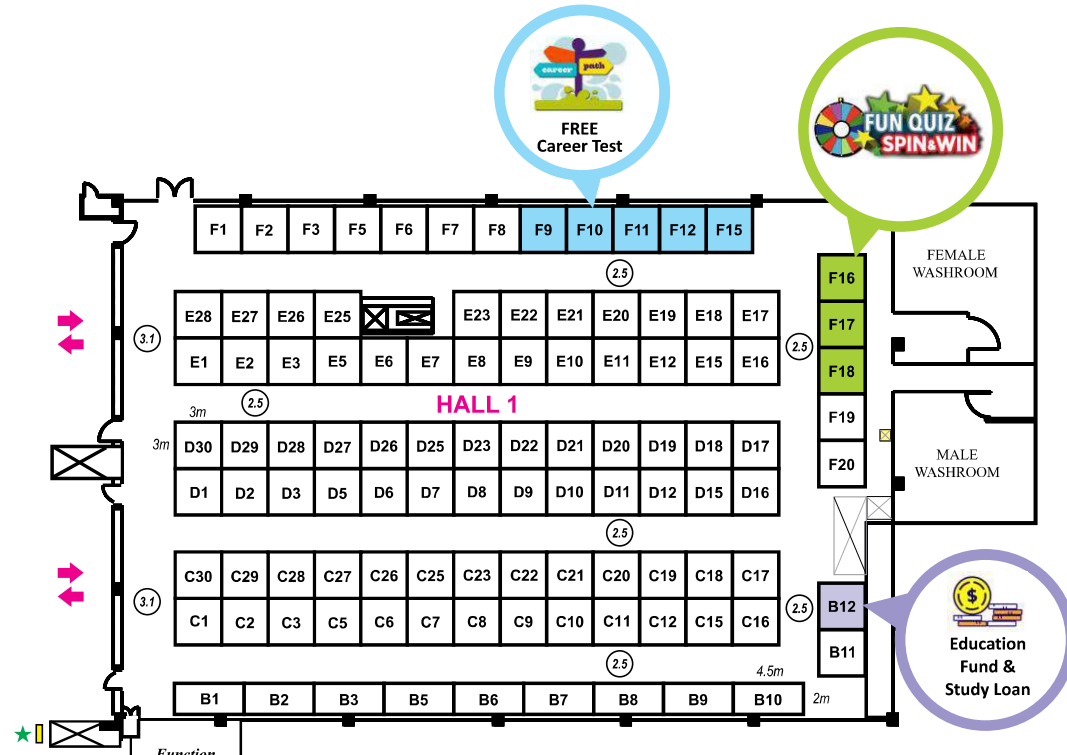 career path
FREE
Career Test
FUN QUIZ
SPIN & WIN
F1 F2 F3 F5 F6 F7 F8 F9 F10 F11 F12 F15
2.5
FEMALE
WASHROOM
F16
E28 E27 E26 E25 E23 E22 E21 E20 E19 E18 E17
F17
3.1
2.5
E1 E2 E3 E5 E6 E7 E8 E9 E10 E11 E12 E15 E16
F18
2.5
HALL 1
3m
F19
3m
D30 D29 D28 D27 D26 D25 D23 D22 D21 D20 D19 D18 D17
F20
MALE
WASHROOM
D1 D2 D3 D5 D6 D7 D8 D9 D10 D11 D12 D15 D16
2.5
C30 C29 C28 C27 C26 C25 C23 C22 C21 C20 C19 C18 C17
3.1
2.5
B12
$
C1 C2 C3 C5 C6 C7 C8 C9 C10 C11 C12 C15 C16
B11
Education
Fund &
Study Loan
2.5
4.5m
B1 B2 B3 B5 B6 B7 B8 B9 B10
2m
Function